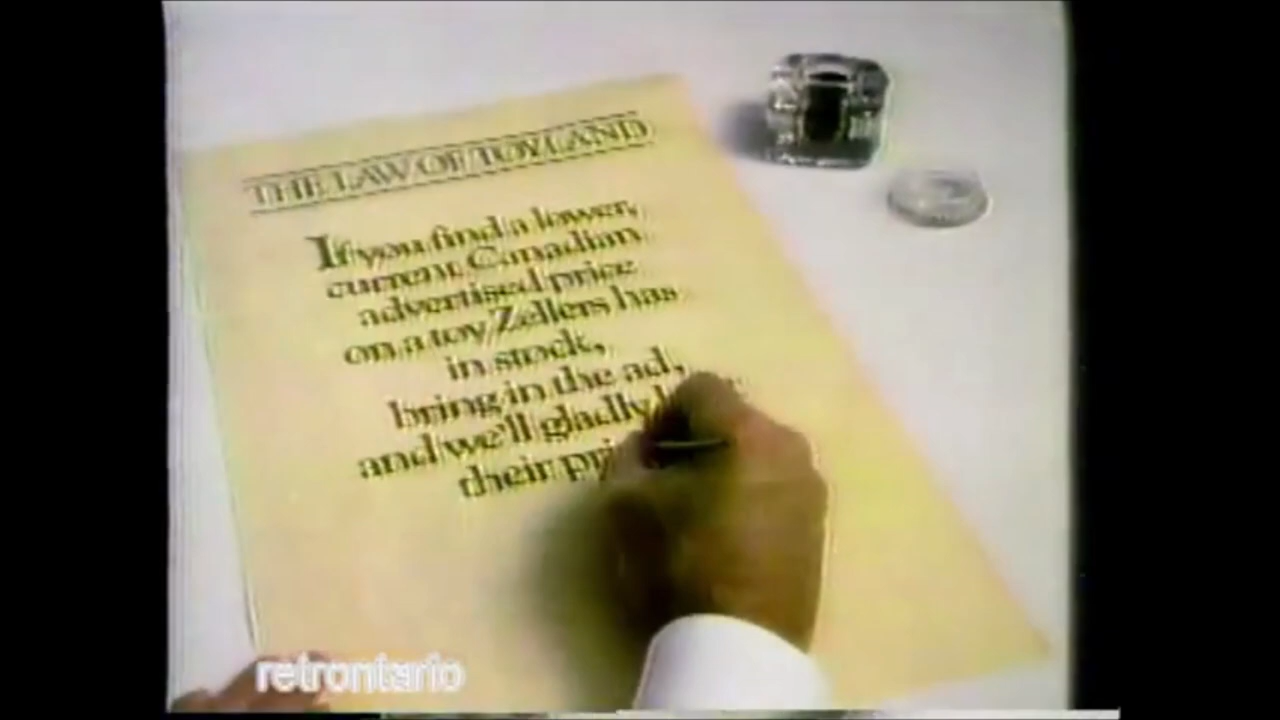 THE LAW OF TOYLAND
If you find a lower,
current, Canadian
advertised price
on a toy Zellers has
in stock,
bring in the ad,
and we'll gladly
their
retrontario